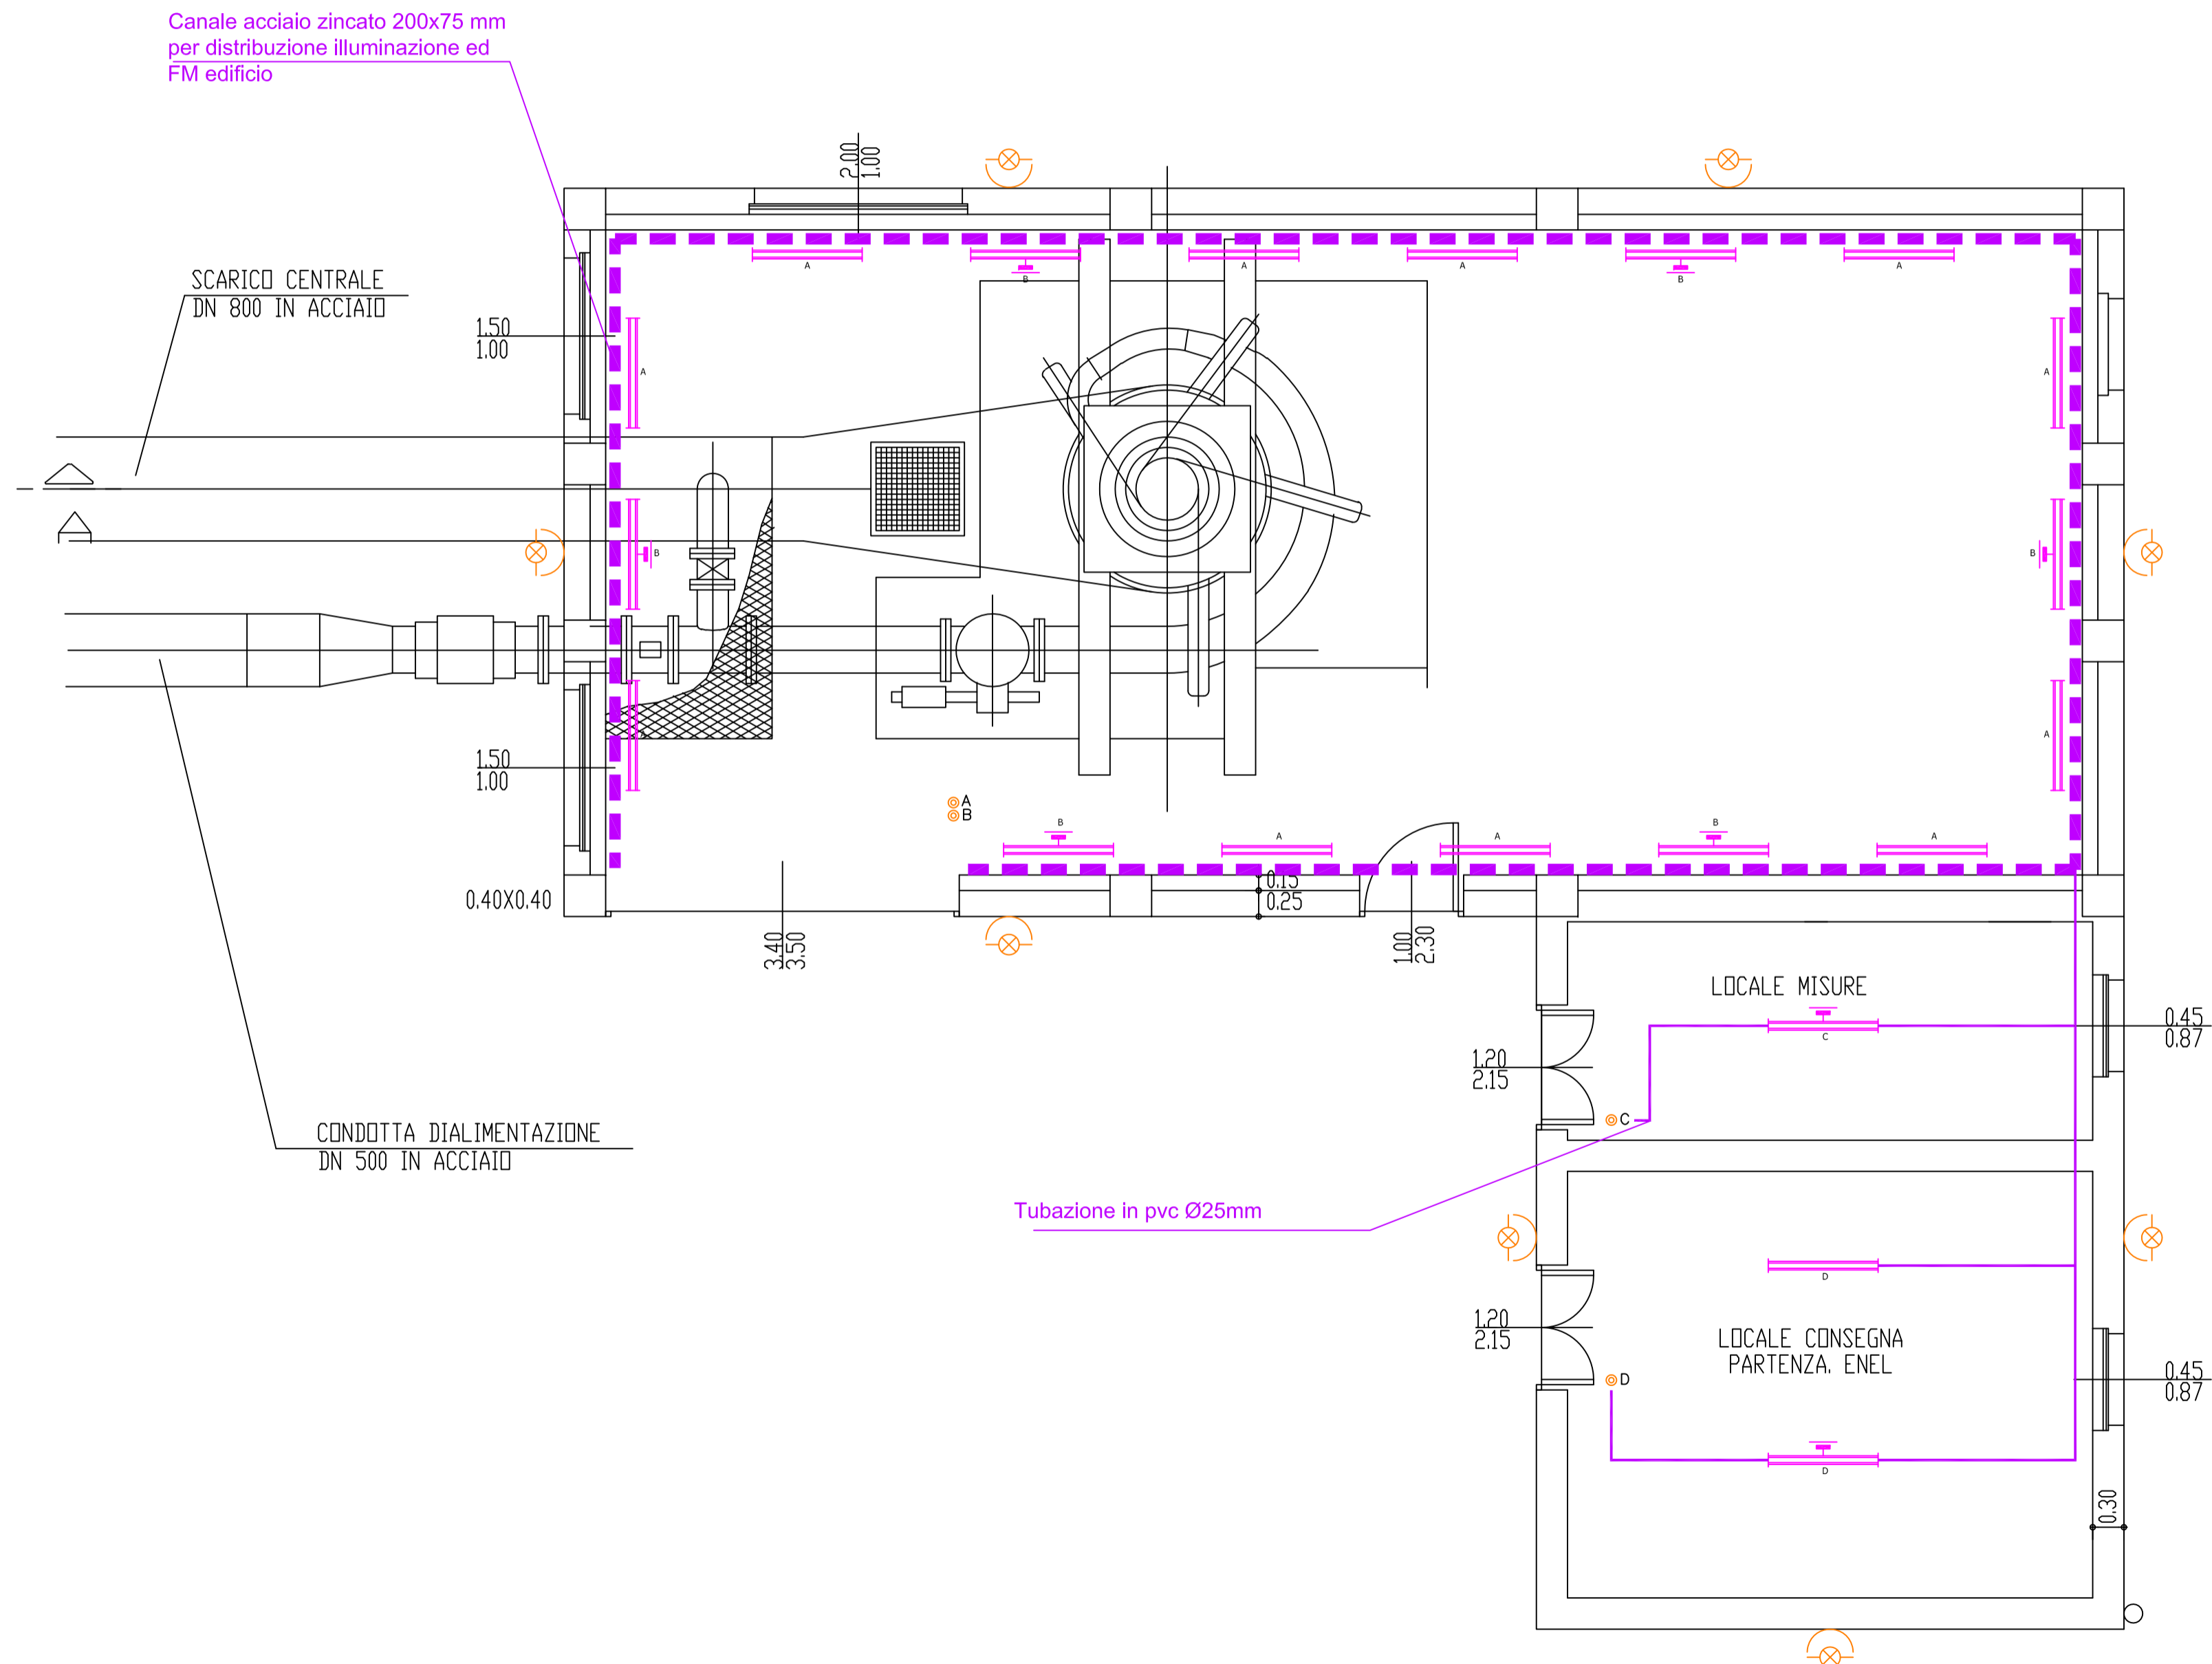 Canale acciaio zincato 200x75 mm
per distribuzione illuminazione ed
FM edificio
2.00
1.00
SCARICO CENTRALE
DN 800 IN ACCIAIO
1.50
1.00
A
B
A
A
B
A
A
A
B
B
A
1.50
1.00
A
B
B
A
A
B
A
0.40X0.40
0.15
0.25
3.40
3.50
1.00
2.30
LOCALE MISURE
C
0.45
0.87
1.20
2.15
C
CONDOTTA DIALIMENTAZIONE
DN 500 IN ACCIAIO
Tubazione in pvc Ø25mm
D
1.20
2.15
LOCALE CONSEGNA
PARTENZA. ENEL
D
0.45
0.87
D
0.30